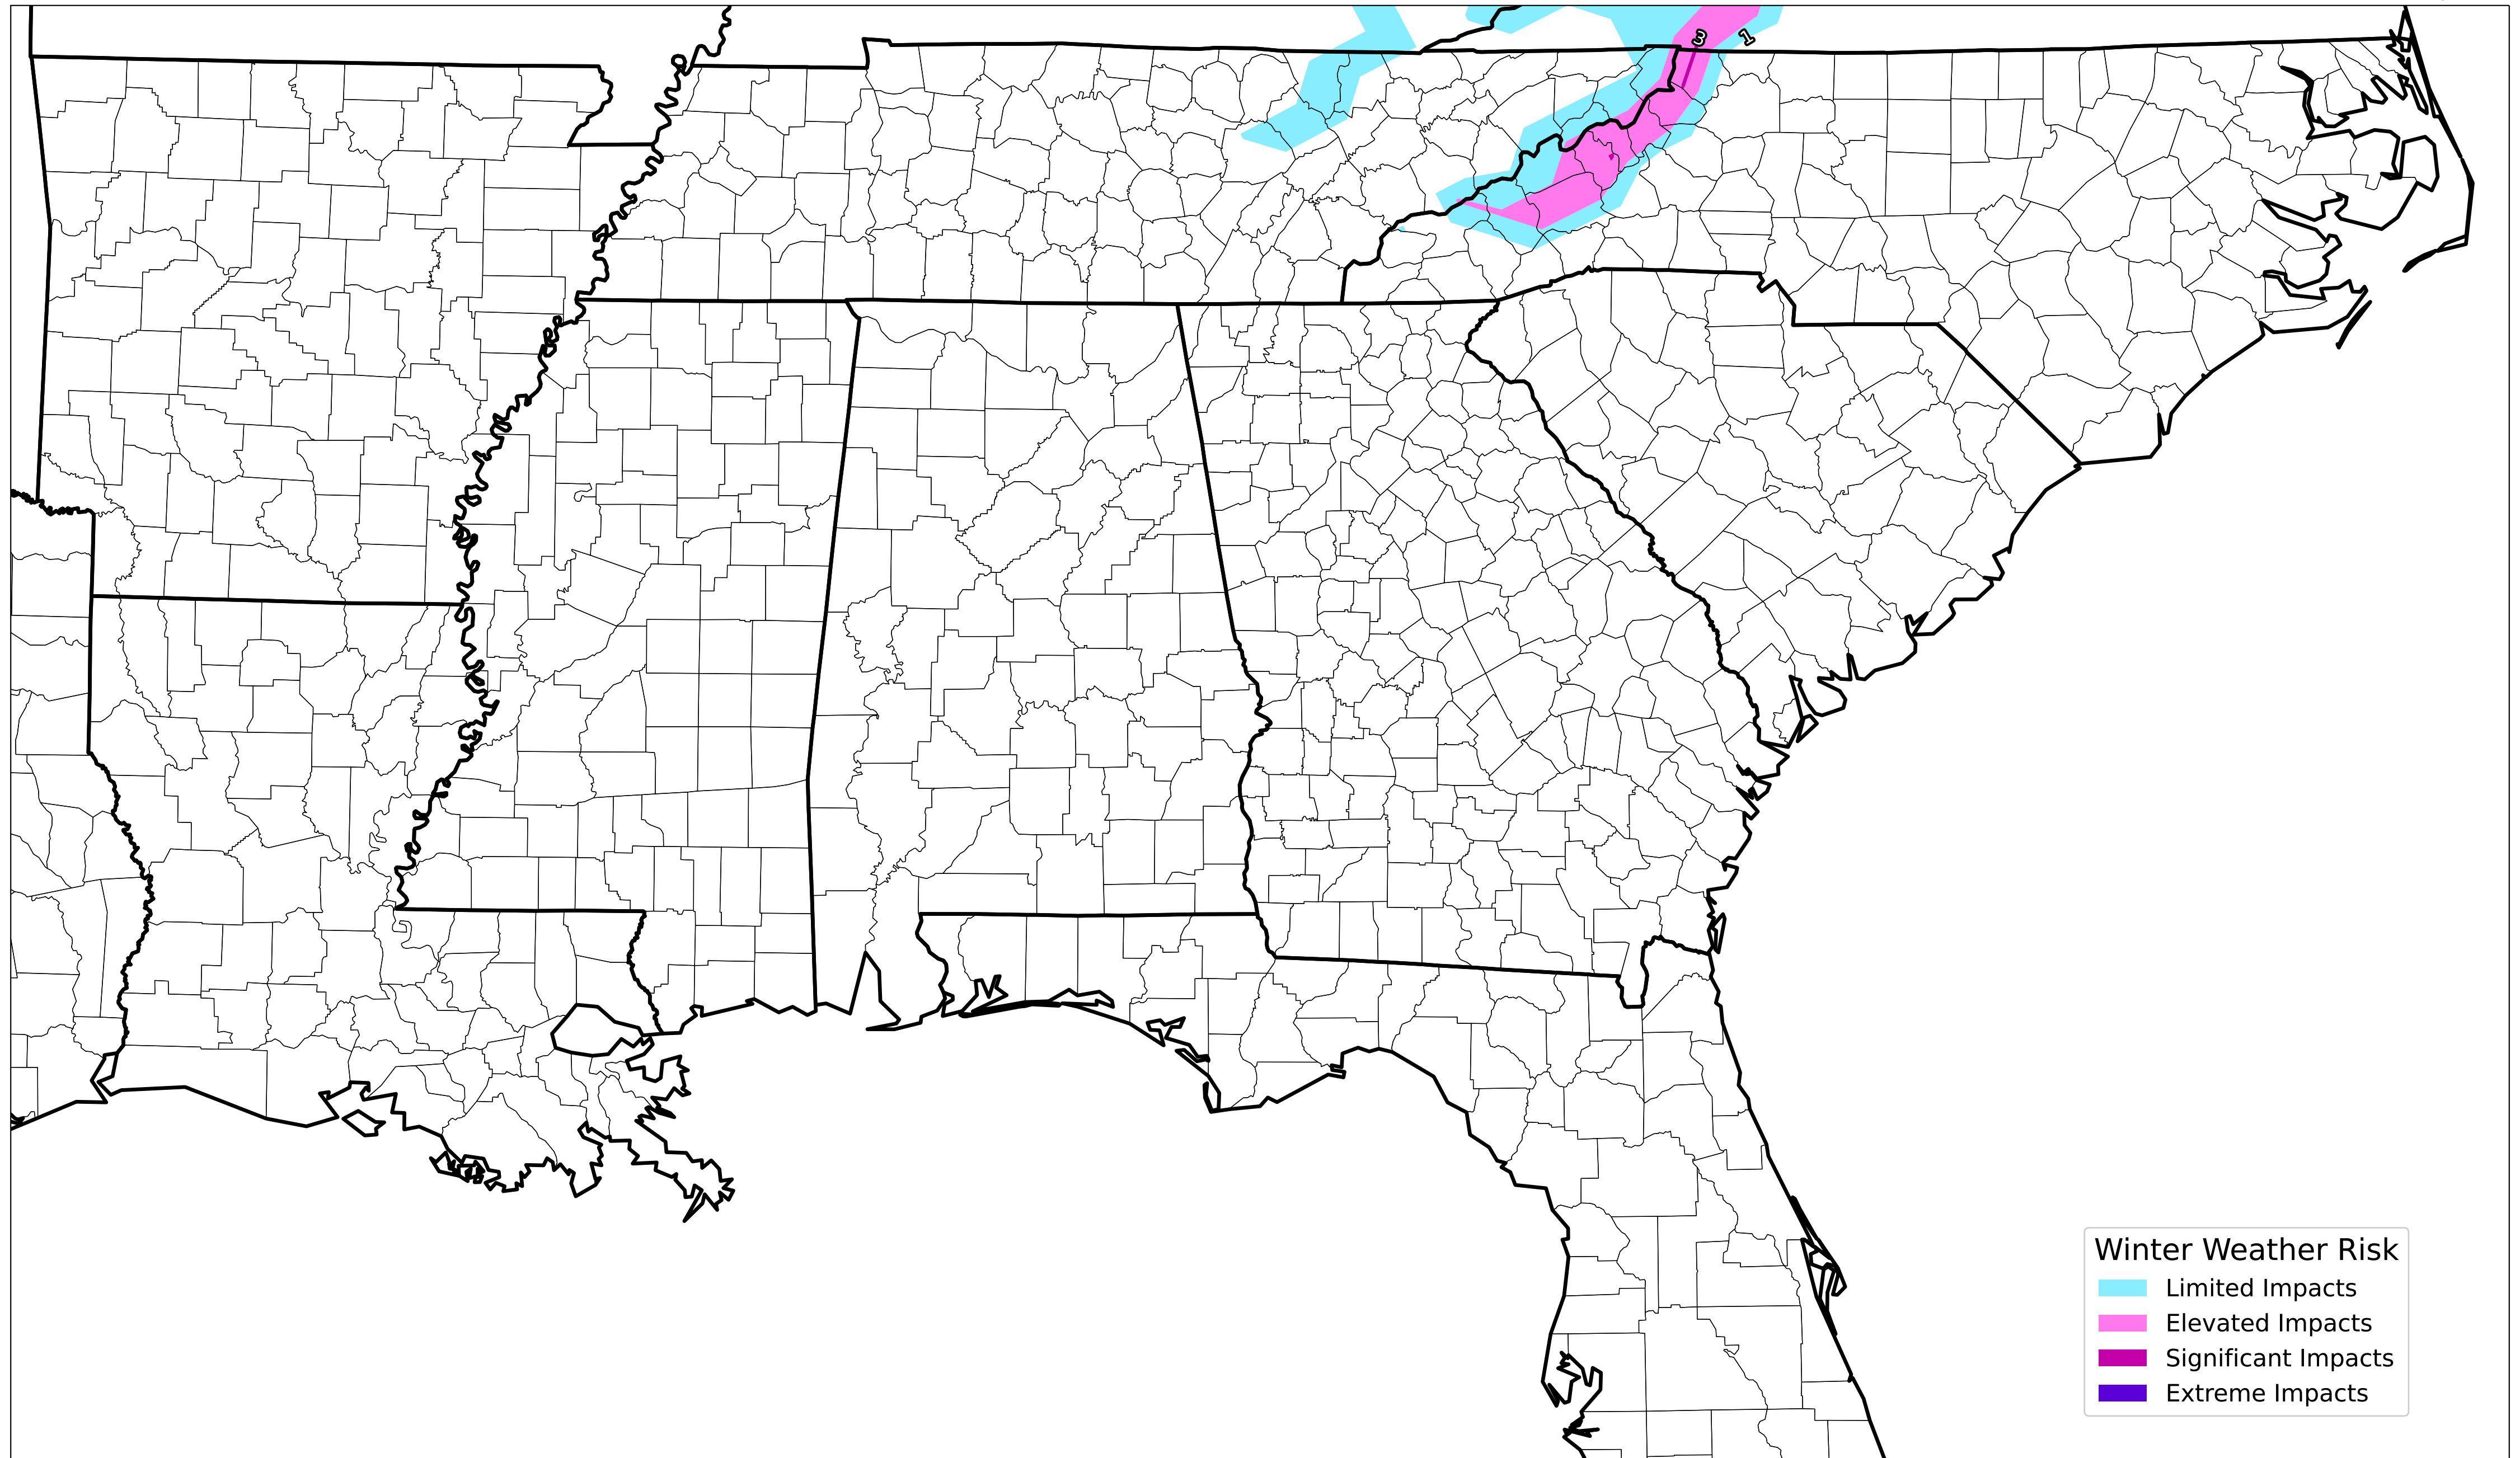 3 1
Winter Weather Risk
Limited Impacts
Elevated Impacts
Significant Impacts
Extreme Impacts